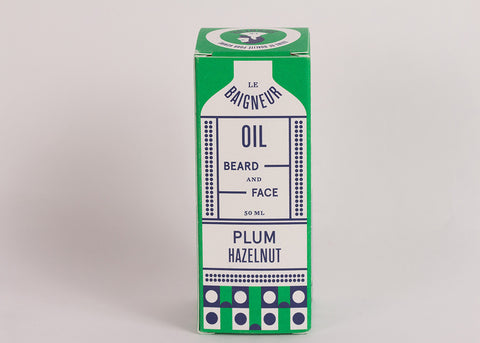 LE
BAIGNEUR
OIL
BEARD
AND
FACE
50 ML
PLUM
HAZELNUT